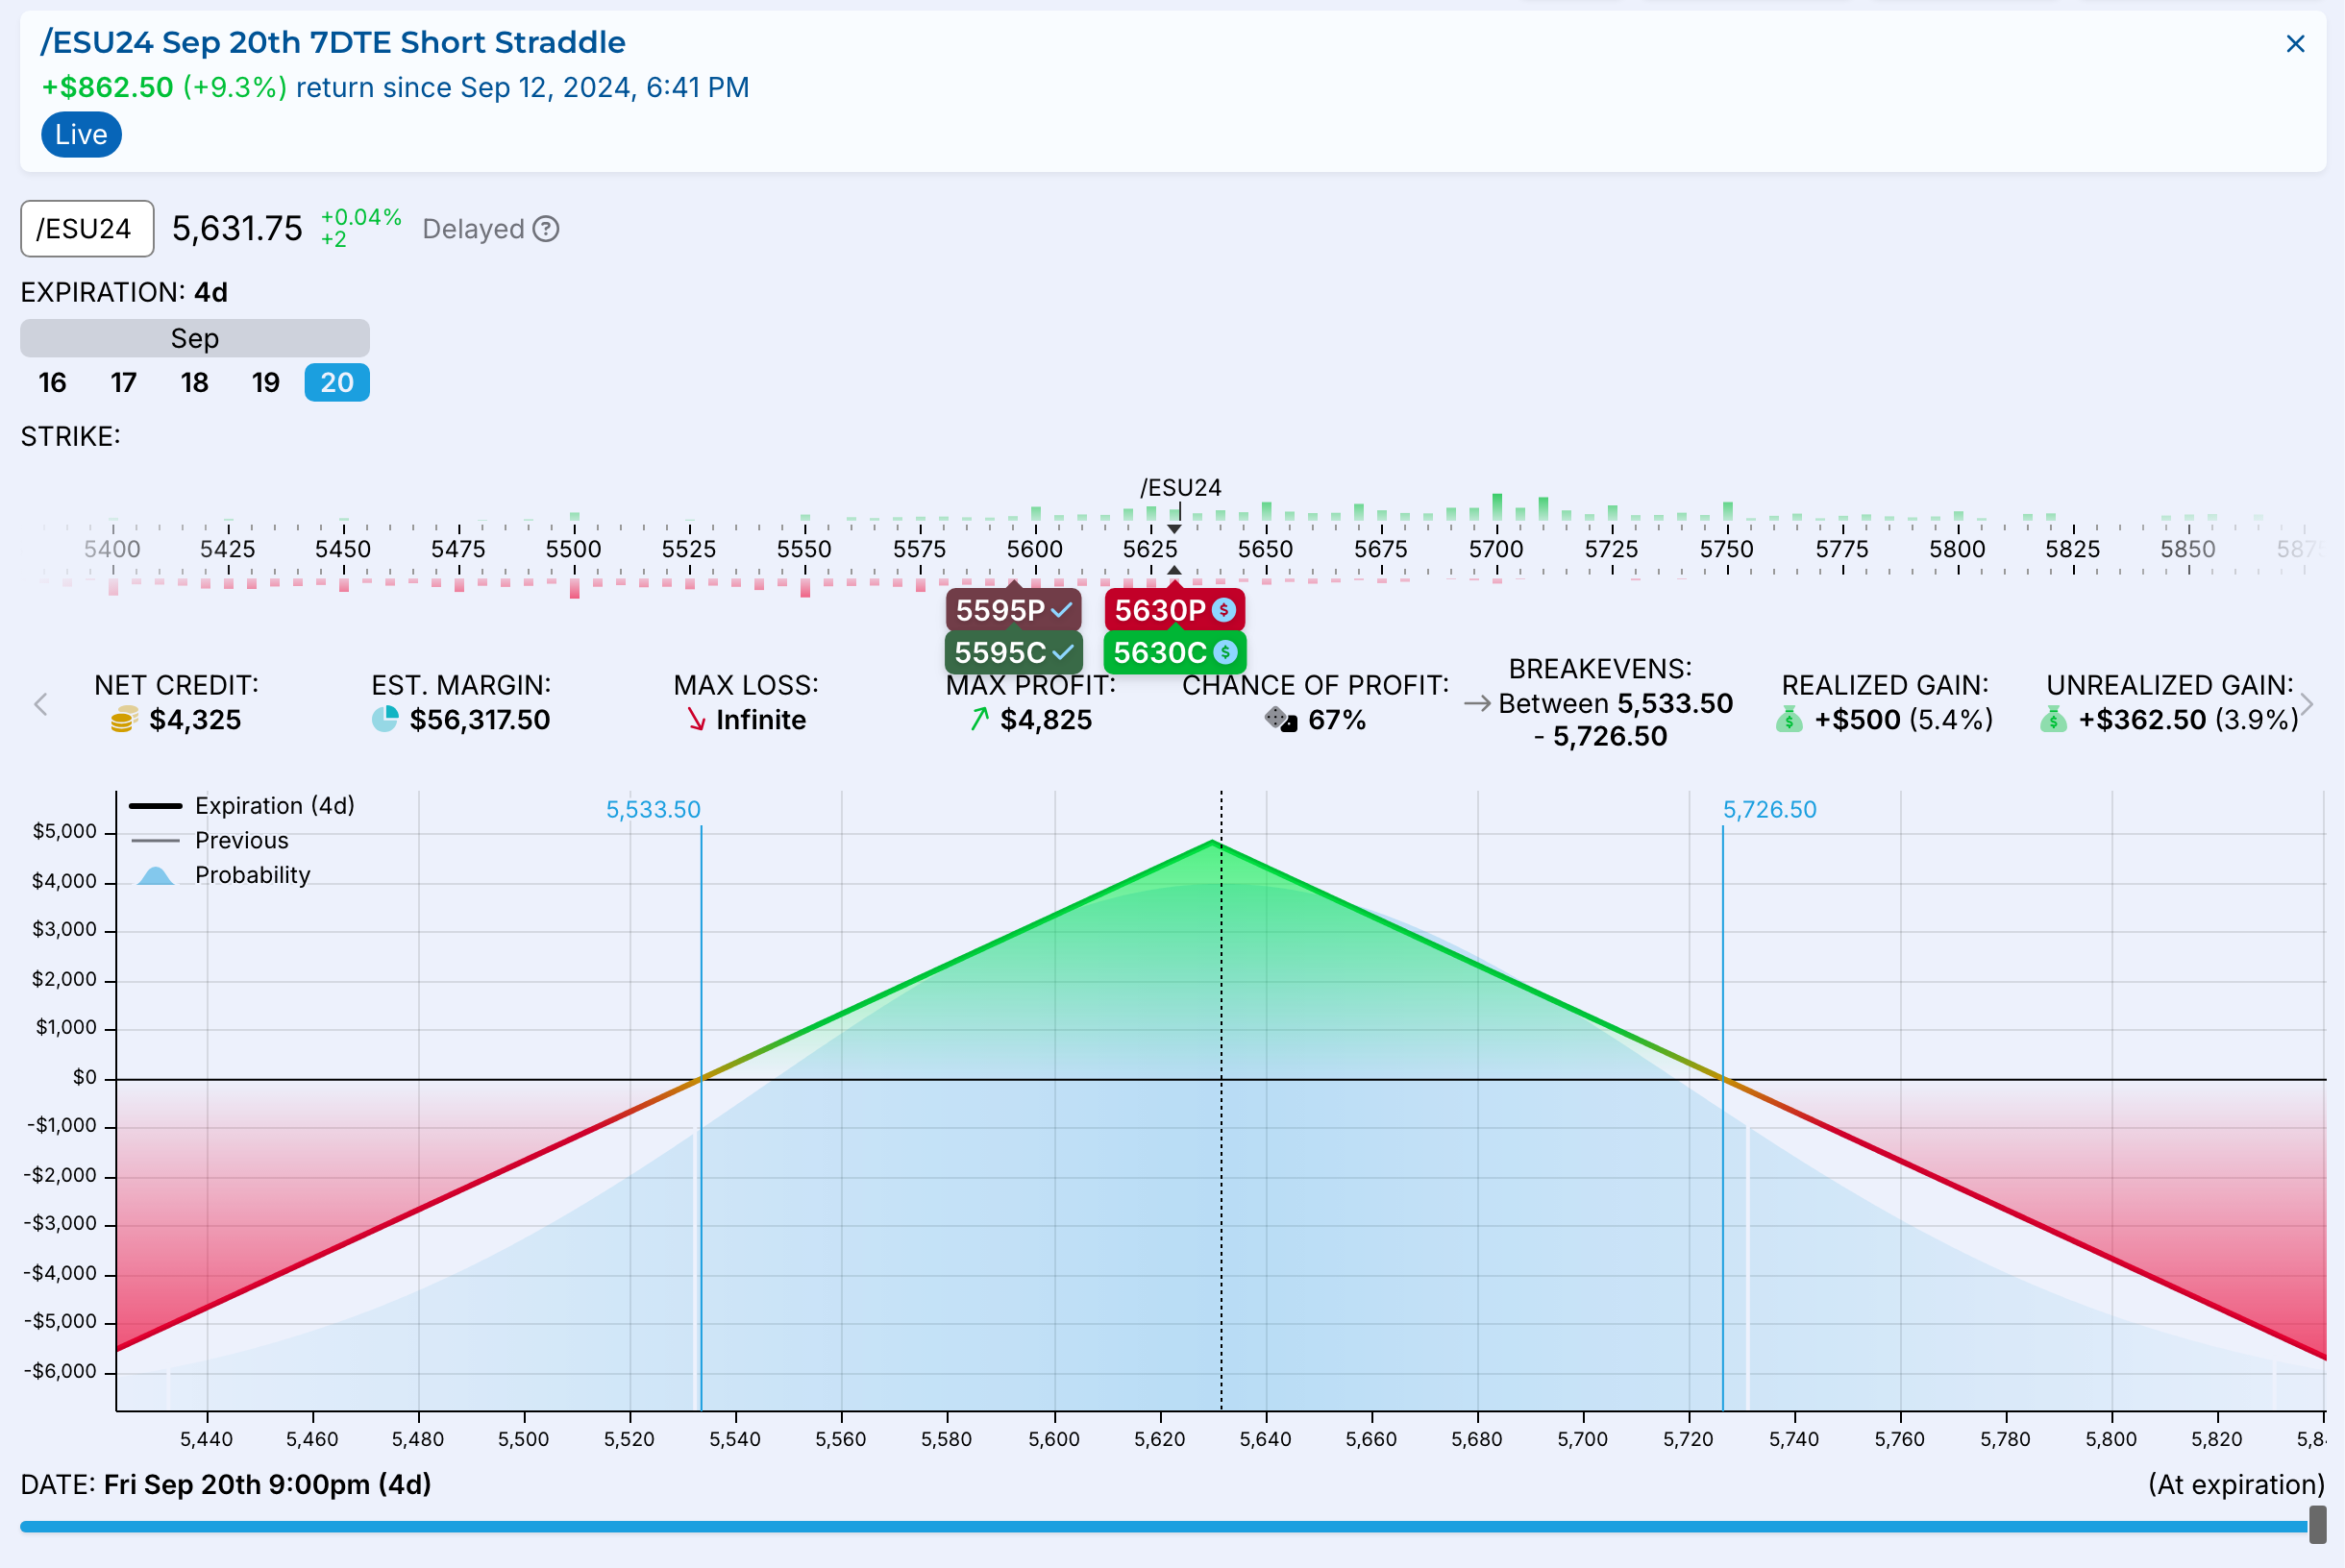 /ESU24 Sep 20th 7DTE Short Straddle
+$862.50 (+9.3%) return since Sep 12, 2024, 6:41 PM
Live
/ESU24 5,631.75 +0.04% +2 Delayed ?
EXPIRATION: 4d
Sep
16 17 18 19 20
STRIKE:
/ESU24
5400 5425 5450 5475 5500 5525 5550 5575 5600 5625 5650 5675 5700 5725 5750 5775 5800 5825 5850 5875
5595P 5630P $
5595C 5630C $
NET CREDIT:
$4,325
EST. MARGIN:
$56,317.50
MAX LOSS:
Infinite
MAX PROFIT:
$4,825
CHANCE OF PROFIT:
67%
BREAKEVENS:
Between 5,533.50
- 5,726.50
REALIZED GAIN:
+$500 (5.4%)
UNREALIZED GAIN:
+$362.50 (3.9%)
Expiration (4d)
Previous
Probability
5,533.50
5,726.50
$5,000
$4,000
$3,000
$2,000
$1,000
$0
-$1,000
-$2,000
-$3,000
-$4,000
-$5,000
-$6,000
5,440 5,460 5,480 5,500 5,520 5,540 5,560 5,580 5,600 5,620 5,640 5,660 5,680 5,700 5,720 5,740 5,760 5,780 5,800 5,820
DATE: Fri Sep 20th 9:00pm (4d)
(At expiration)